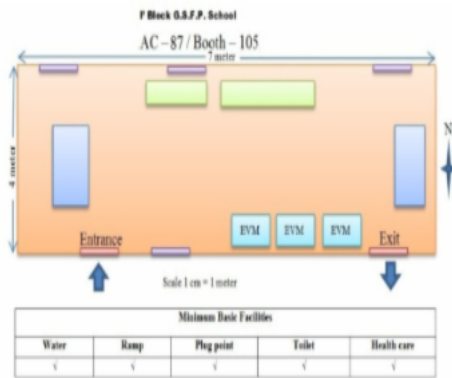 F Block G.S.F.P. School
AC – 87 / Booth – 105
7 meter
4 meter
N
EVM EVM EVM
Entrance Exit
Scale 1 cm = 1 meter
Minimum Basic Facilities
Water Ramp Plug point Toilet Health care
√ √ √ √ √